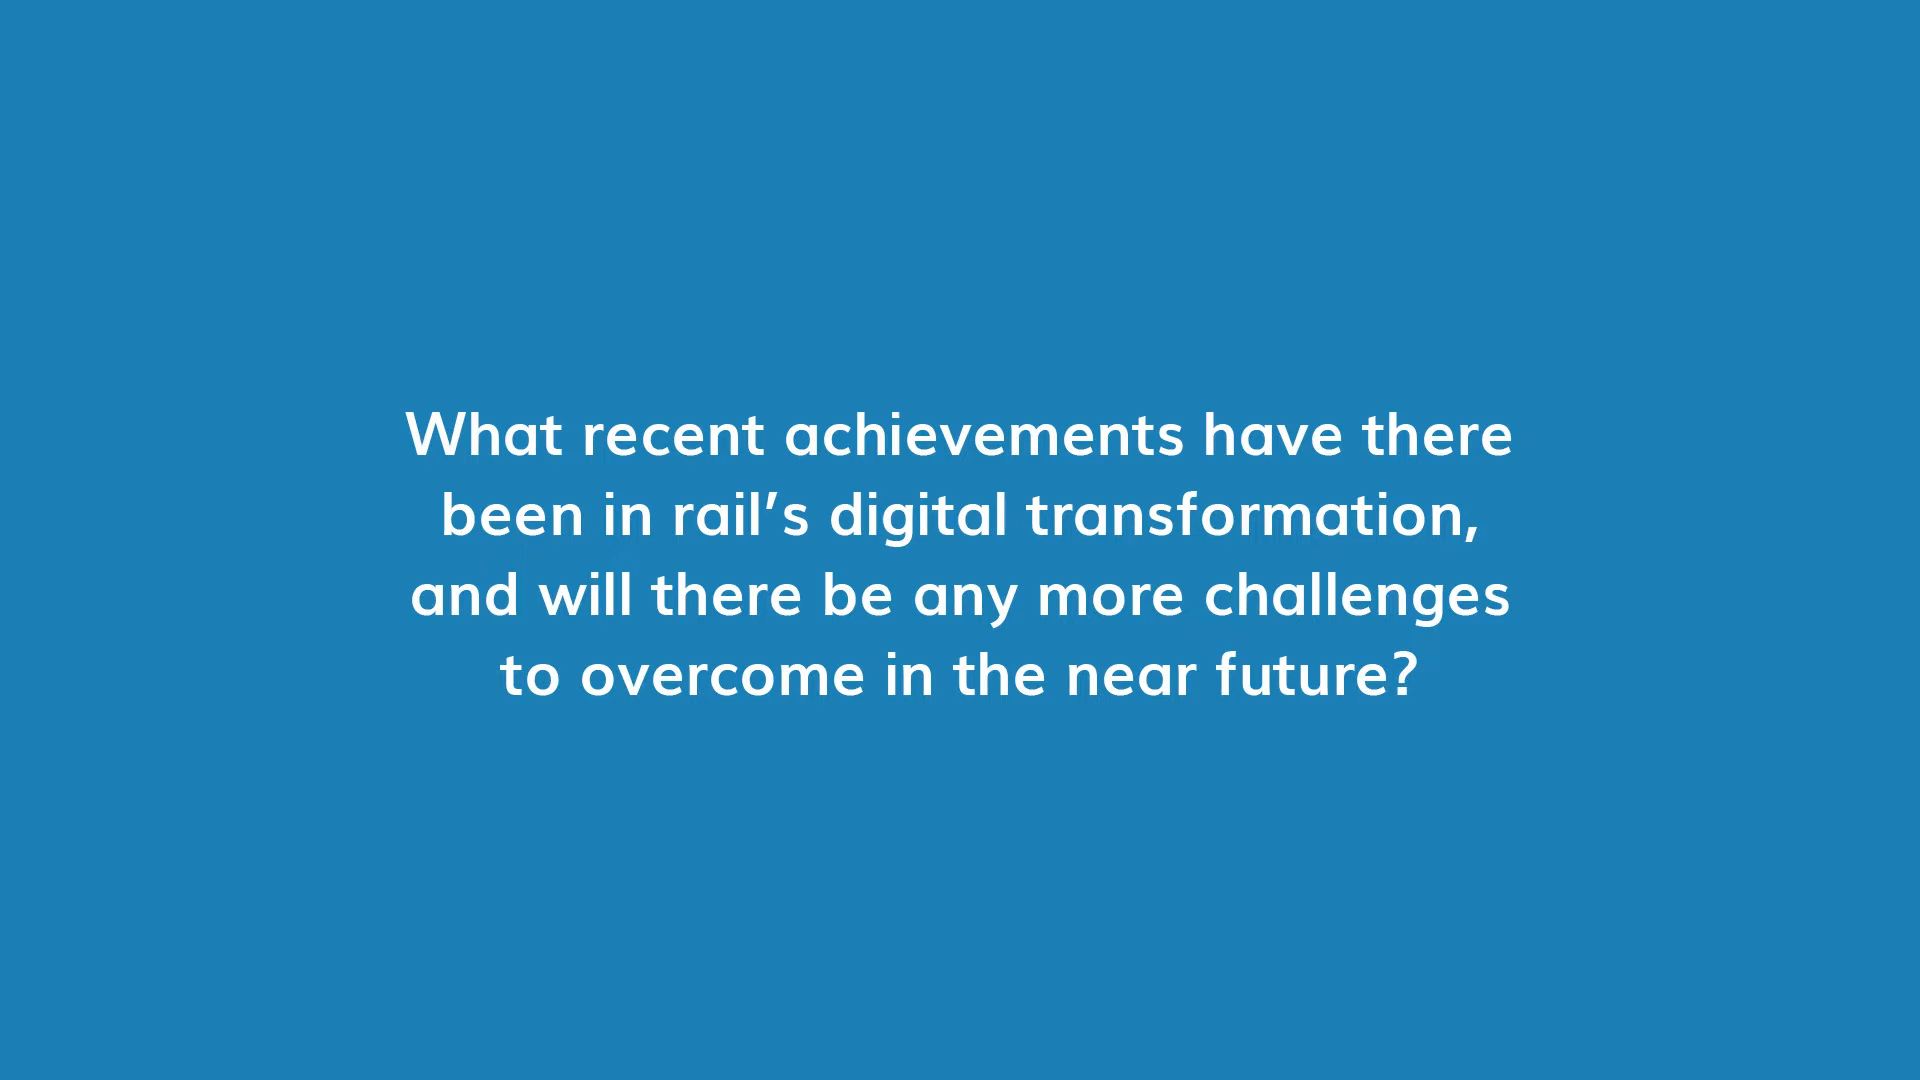 What recent achievements have there
been in rail’s digital transformation,
and will there be any more challenges
to overcome in the near future?